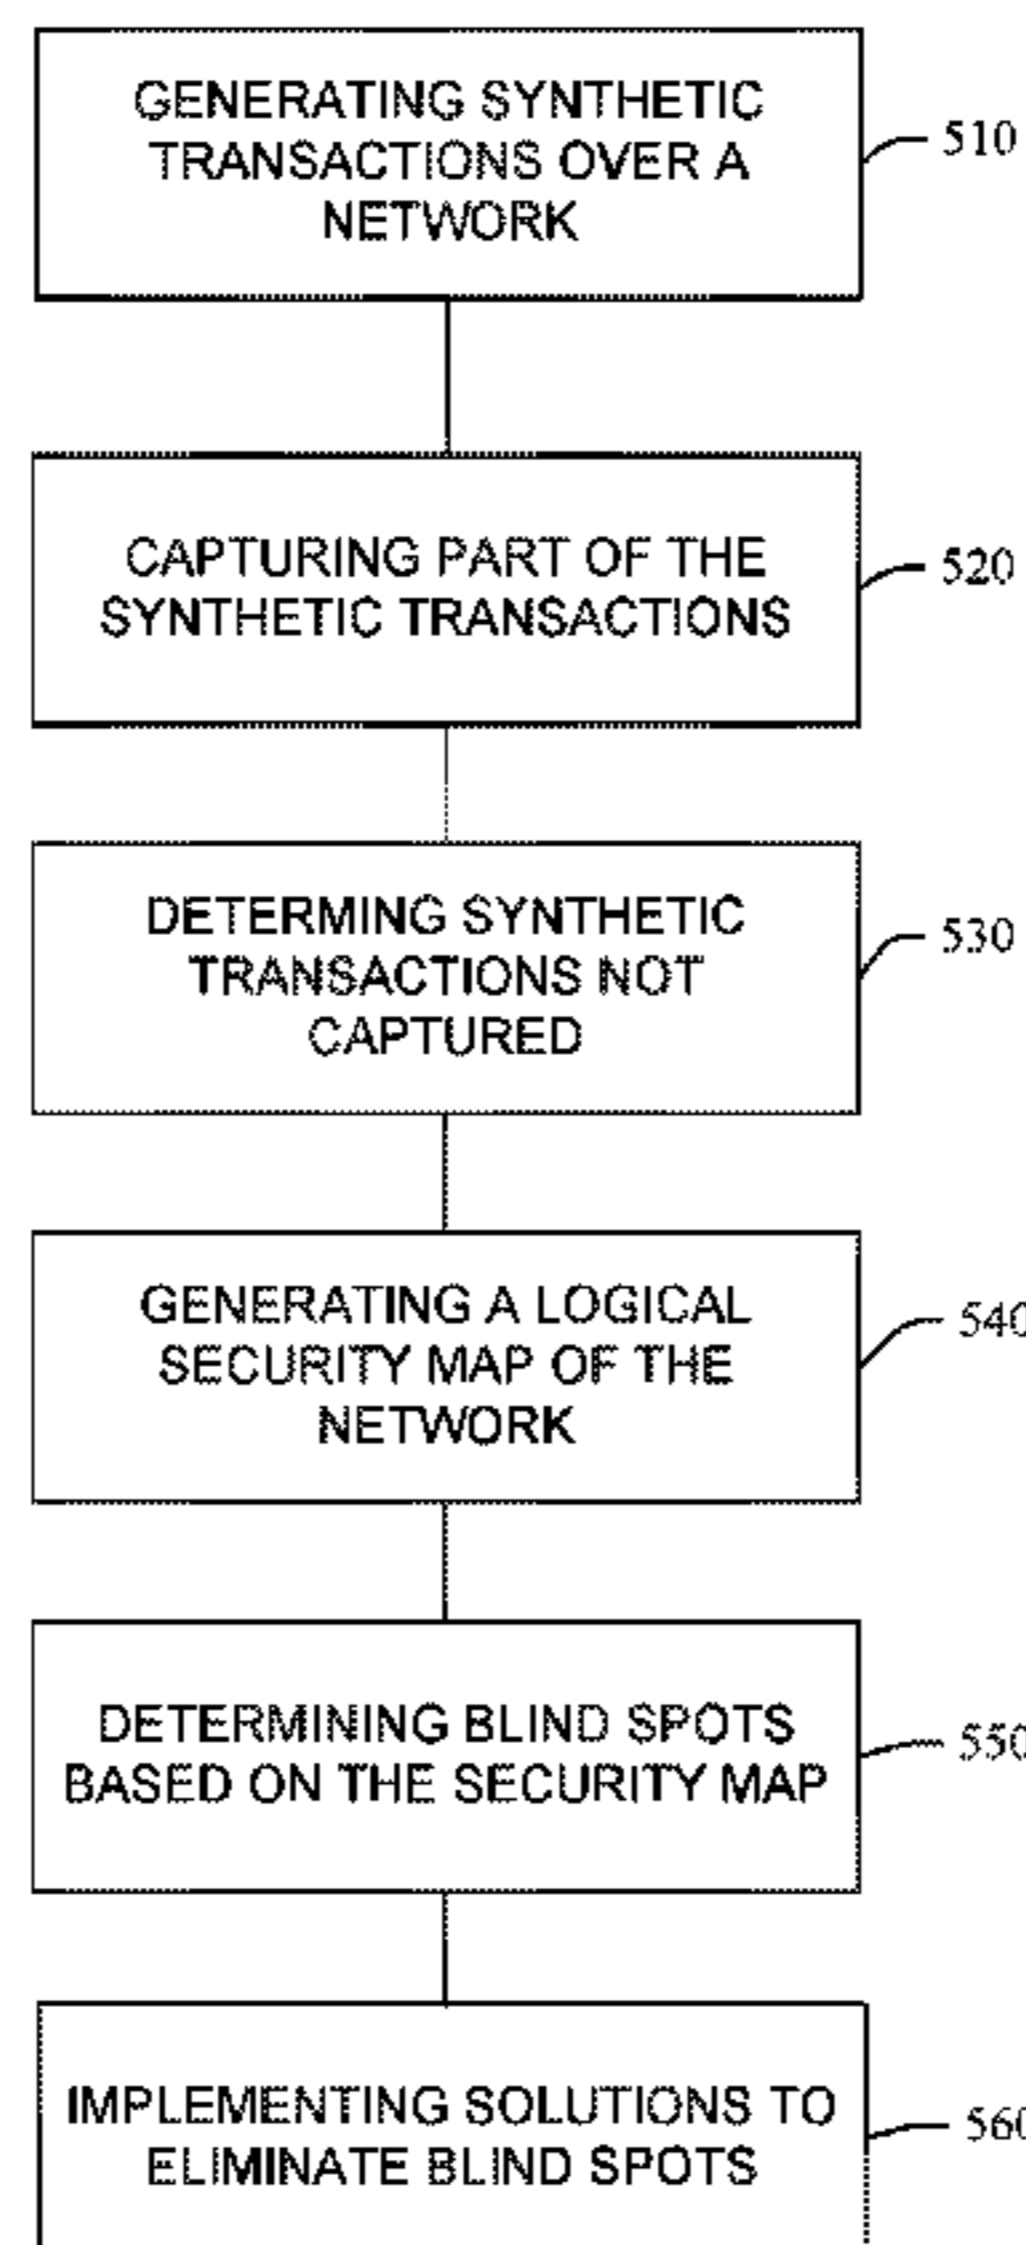 GENERATING SYNTHETIC
TRANSACTIONS OVER A
NETWORK
510
CAPTURING PART OF THE
SYNTHETIC TRANSACTIONS
520
DETERMING SYNTHETIC
TRANSACTIONS NOT
CAPTURED
530
GENERATING A LOGICAL
SECURITY MAP OF THE
NETWORK
540
DETERMINING BLIND SPOTS
BASED ON THE SECURITY MAP
550
IMPLEMENTING SOLUTIONS TO
ELIMINATE BLIND SPOTS
560